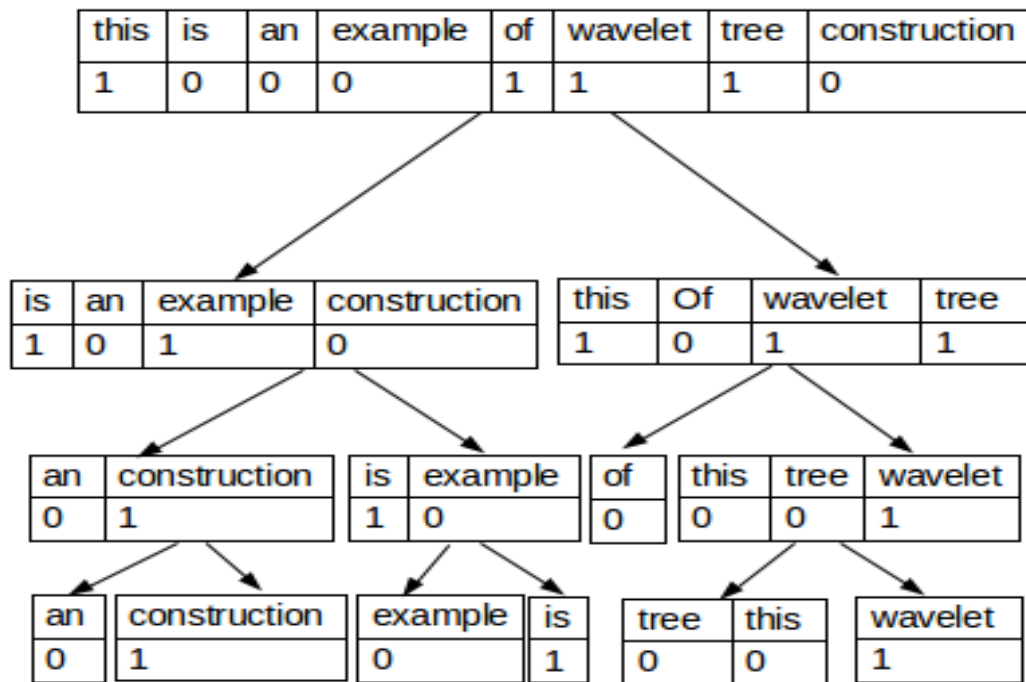 this is an example of wavelet tree construction
1 0 0 0 1 1 1 0
is an example construction this Of wavelet tree
1 0 1 0 1 0 1 1
an construction is example of this tree wavelet
0 1 1 0 0 0 0 1
an construction example is tree this wavelet
0 1 0 1 0 0 1